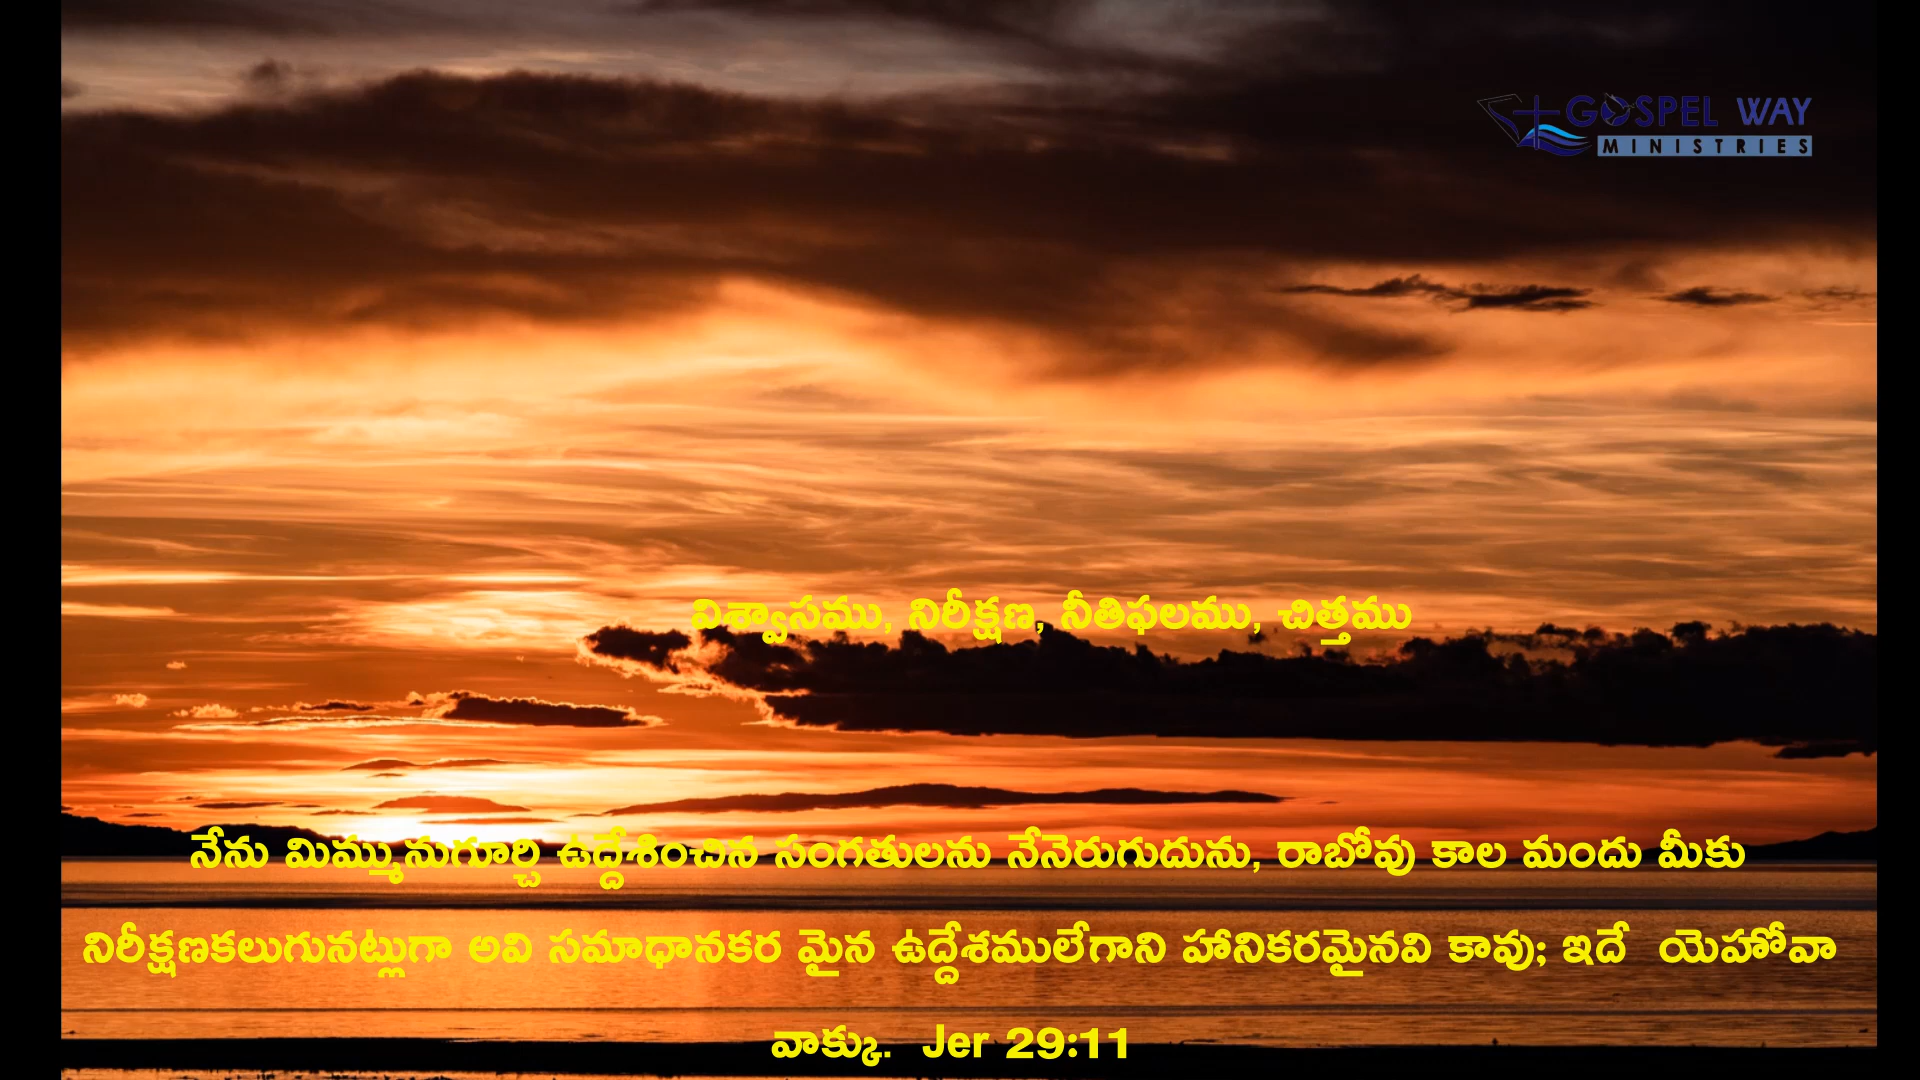 GOSPEL WAY
MINISTRIES
విశ్వాసము, నిరీక్షణ, నీతిఫలము, చిత్తము
నేను మిమ్మునుగూర్చి ఉద్దేశించిన సంగతులను నేనెరుగుదును, రాబోవు కాల మందు మీకు
నిరీక్షణకలుగునట్లుగా అవి సమాధానకర మైన ఉద్దేశములేగాని హానికరమైనవి కావు; ఇదే యెహోవా
వాక్కు. Jer 29:11